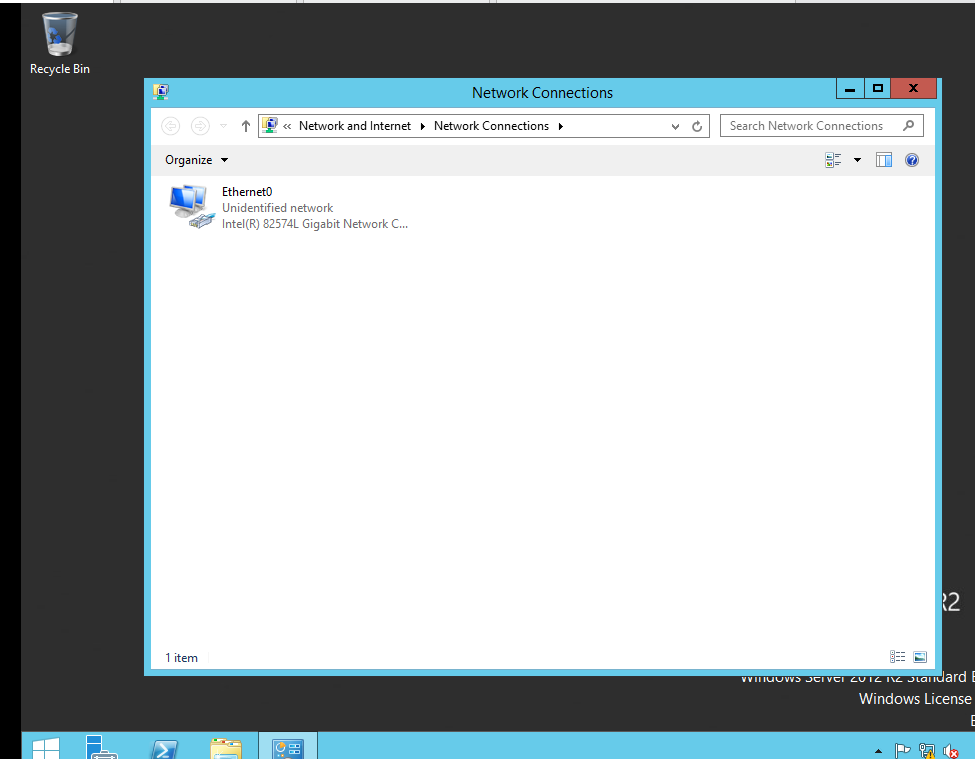 Recycle Bin
Network Connections
« Network and Internet Network Connections
Search Network Connections
Organize
Ethernet0
Unidentified network
Intel(R) 82574L Gigabit Network C...
R2
1 item
Windows Server 2012 R2 Standard
Windows License